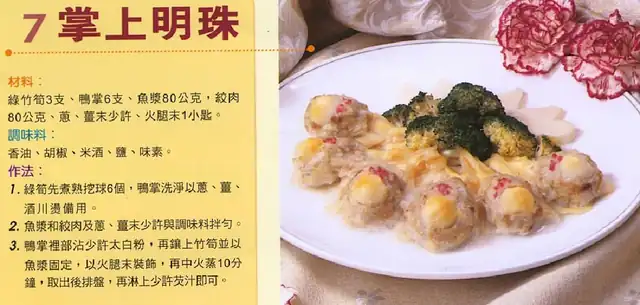 7 掌上明珠
材料：
綠竹筍3支、鴨掌6支、魚漿80公克，絞肉
80公克、蔥、薑末少許、火腿末1小匙。
調味料：
香油、胡椒、米酒、鹽、味素。
作法：
1. 綠筍先煮熟挖球6個，鴨掌洗淨以蔥、薑、
酒川燙備用。
2. 魚漿和絞肉及蔥、薑末少許與調味料拌勻。
3. 鴨掌裡部沾少許太白粉，再鑲上竹筍並以
魚漿固定，以火腿末裝飾，再中火蒸10分
鐘，取出後排盤，再淋上少許芡汁即可。